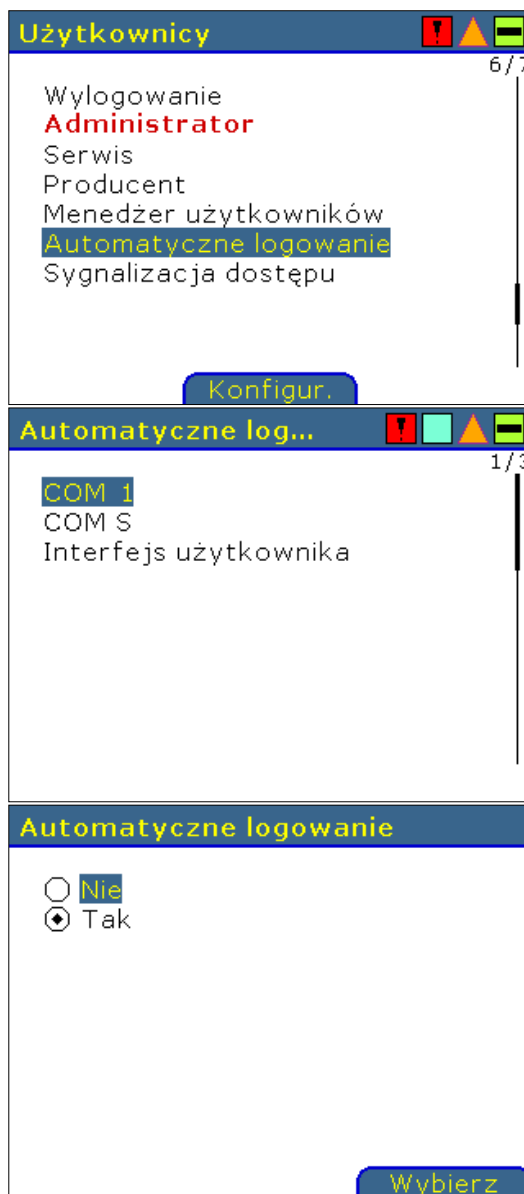 Użytkownicy
6/7
Wylogowanie
Administrator
Serwis
Producent
Menedżer użytkowników
Automatyczne logowanie
Sygnalizacja dostępu
Konfigur.
Automatyczne log...
1/3
COM 1
COM S
Interfejs użytkownika
Automatyczne logowanie
Nie
Tak
Wybierz